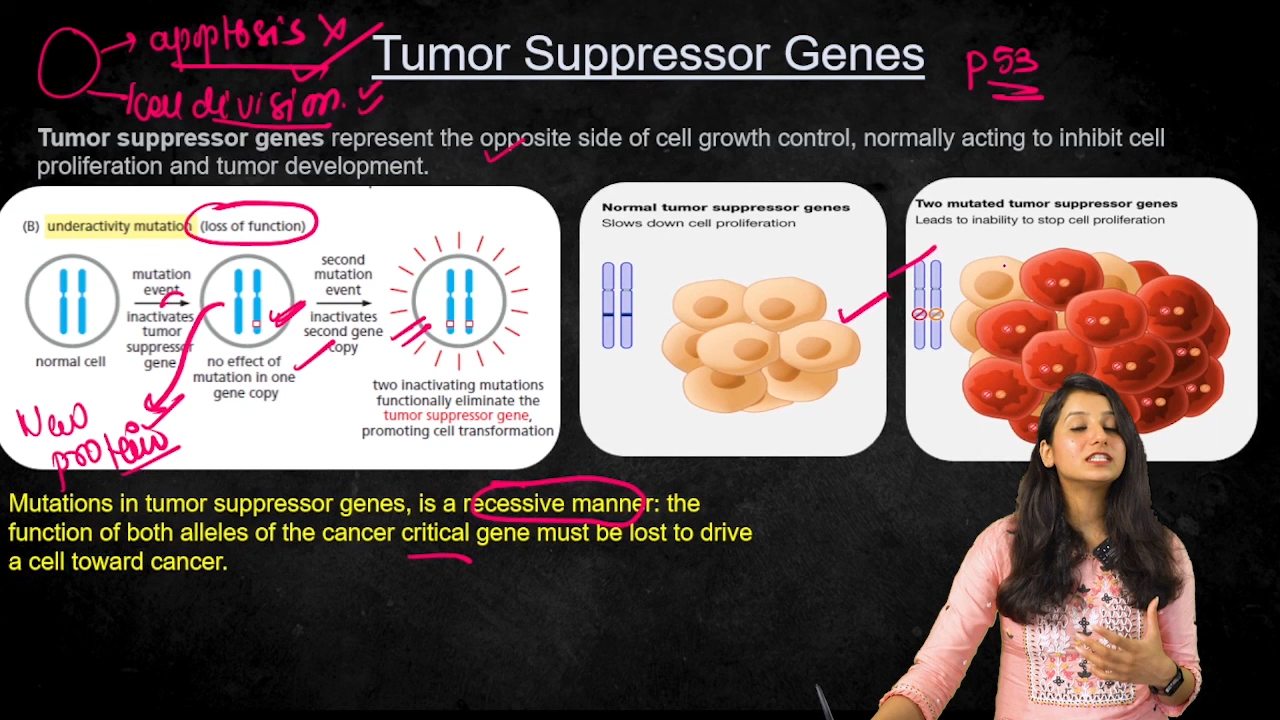 apoptosis x
Tumor Suppressor Genes
p53
cell division.
Tumor suppressor genes represent the opposite side of cell growth control, normally acting to inhibit cell
proliferation and tumor development.
(B) underactivity mutation (loss of function)
mutation
event
inactivates
tumor
suppressor
gene
second
mutation
event
inactivates
second gene
copy
normal cell
no effect of
mutation in one
gene copy
two inactivating mutations
functionally eliminate the
tumor suppressor gene,
promoting cell transformation
Normal tumor suppressor genes
Slows down cell proliferation
Two mutated tumor suppressor genes
Leads to inability to stop cell proliferation
protein
Mutations in tumor suppressor genes, is a recessive manner: the
function of both alleles of the cancer critical gene must be lost to drive
a cell toward cancer.